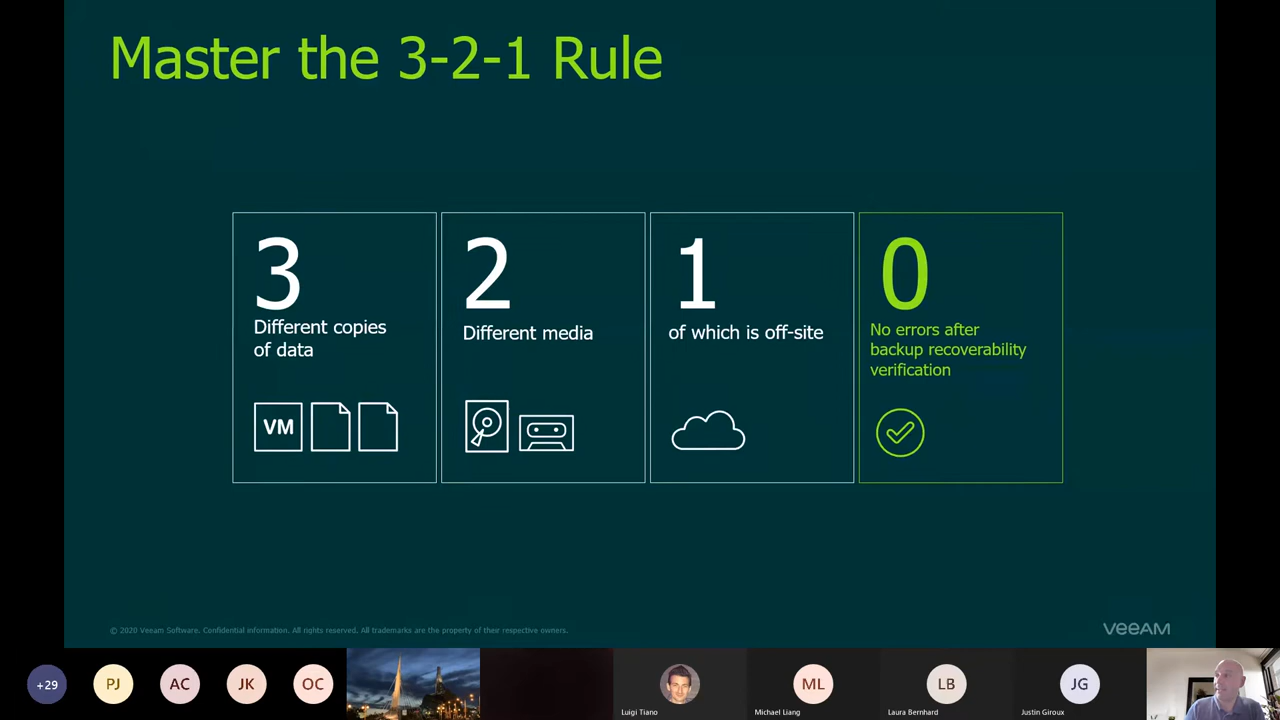 Master the 3-2-1 Rule
3
Different copies
of data
VM
2
Different media
1
of which is off-site
0
No errors after
backup recoverability
verification
© 2020 Veeam Software. Confidential information. All rights reserved. All trademarks are the property of their respective owners.
VEEAM
+29
PJ
AC
JK
OC
Luigi Tiano
ML
Michael Liang
LB
Laura Bernhard
JG
Justin Giroux